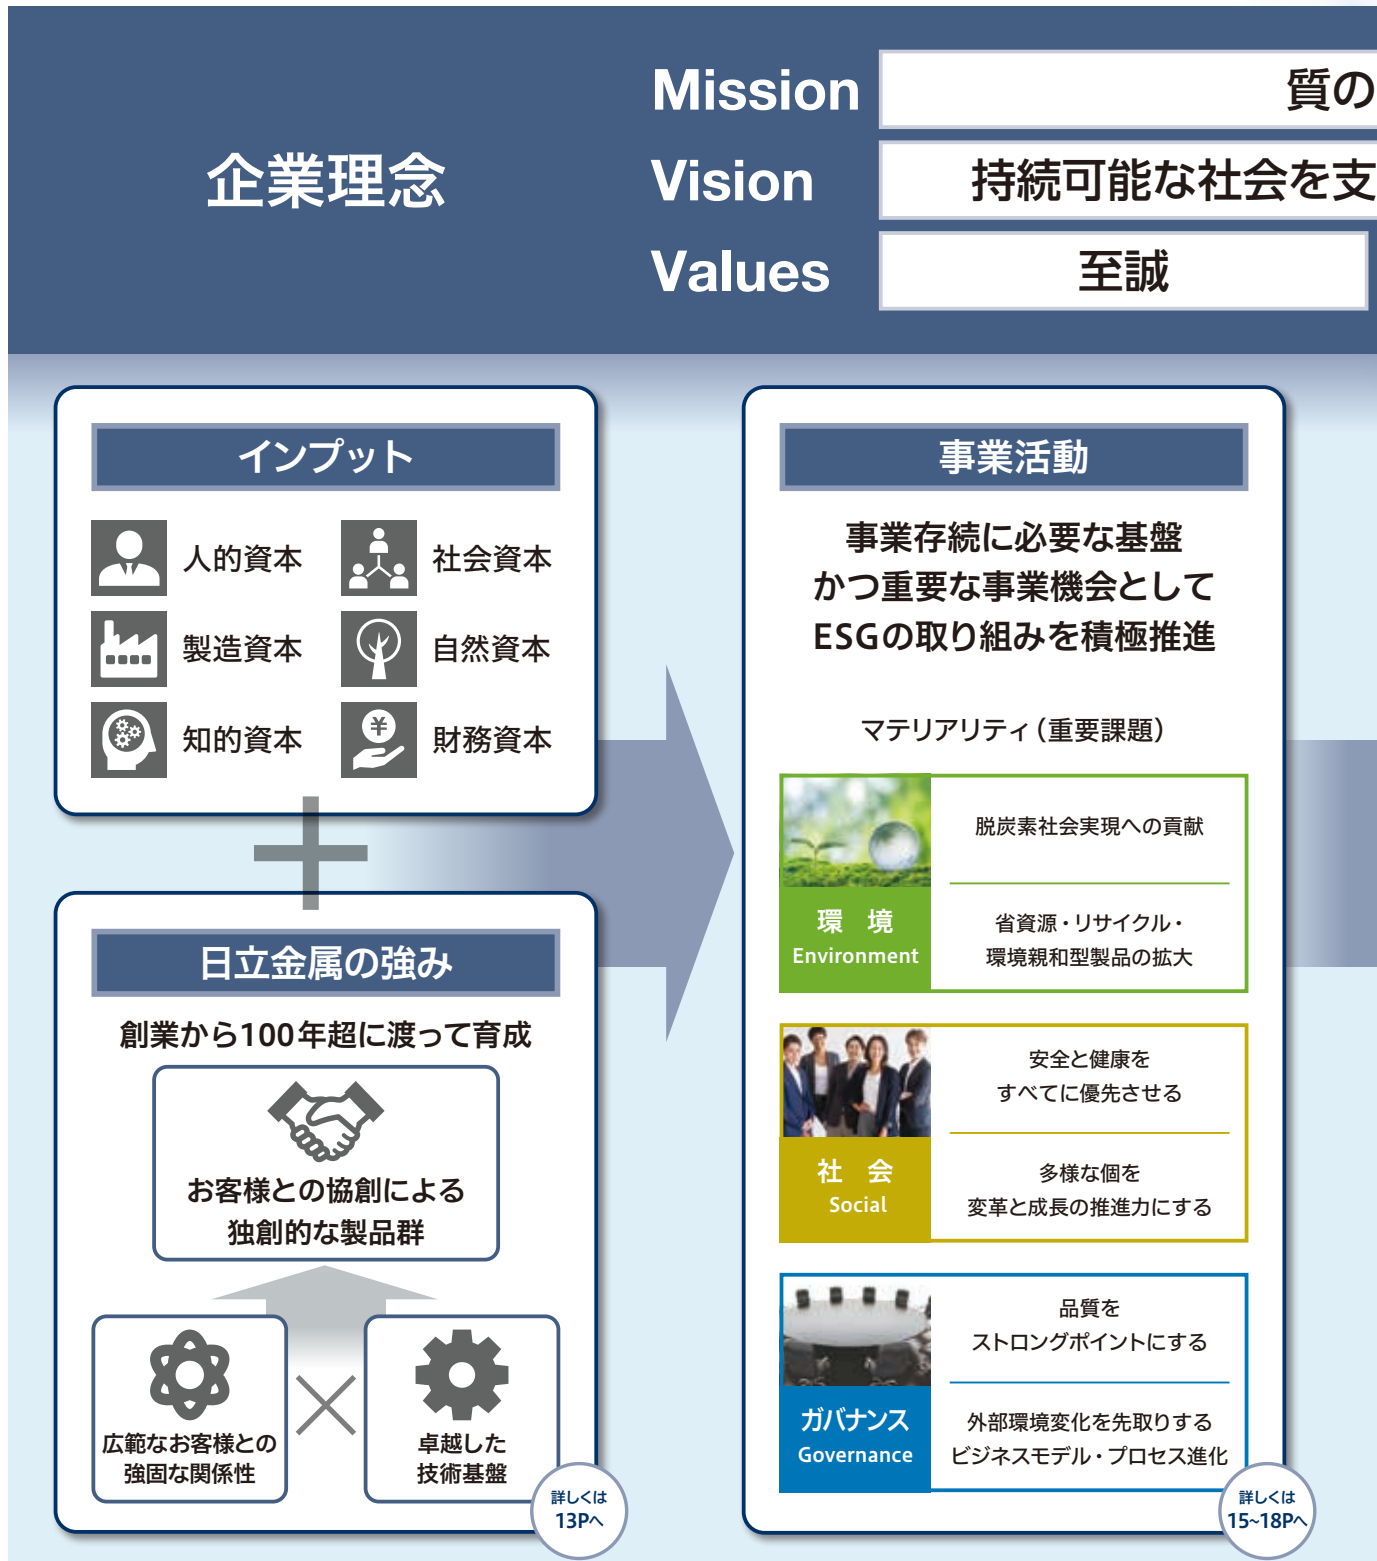 企業理念
Mission
質の
Vision
持続可能な社会を支
Values
至誠
インプット
人的資本
社会資本
製造資本
自然資本
知的資本
財務資本
日立金属の強み
創業から100年超に渡って育成
お客様との協創による
独創的な製品群
広範なお客様との
強固な関係性
卓越した
技術基盤
詳しくは
13Pへ
事業活動
事業存続に必要な基盤
かつ重要な事業機会として
ESGの取り組みを積極推進
マテリアリティ（重要課題）
環 境
Environment
脱炭素社会実現への貢献
省資源・リサイクル・
環境親和型製品の拡大
社 会
Social
安全と健康を
すべてに優先させる
多様な個を
変革と成長の推進力にする
ガバナンス
Governance
品質を
ストロングポイントにする
外部環境変化を先取りする
ビジネスモデル・プロセス進化
詳しくは
15~18Pへ